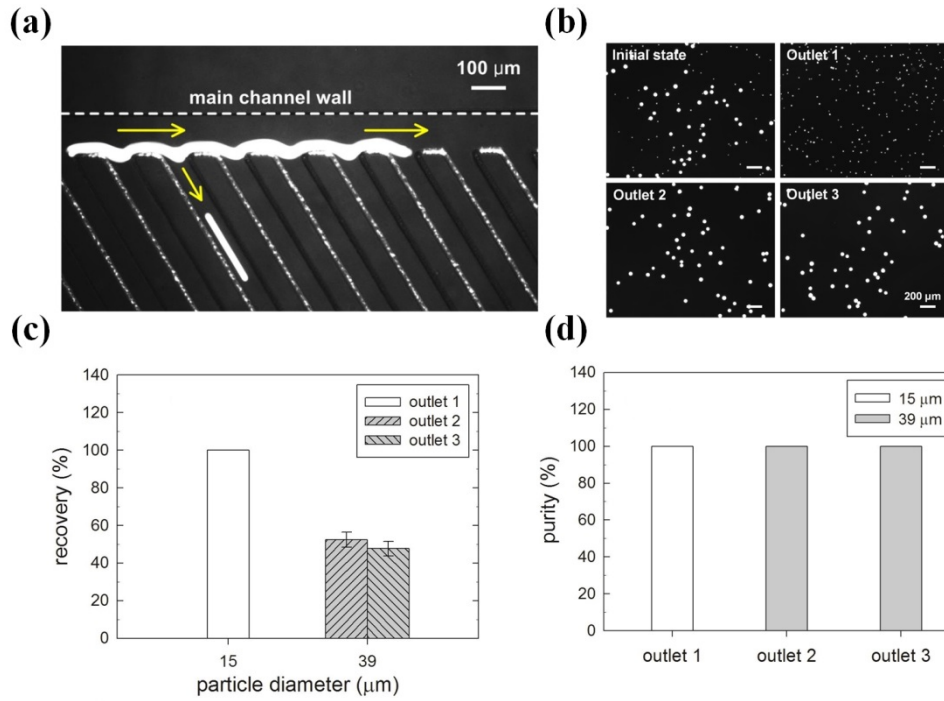 (a)
100 μm
main channel wall
(b)
Initial state
Outlet 1
Outlet 2
Outlet 3
200 μm
(c)
140
120
100
80
60
40
20
0
recovery (%)
outlet 1
outlet 2
outlet 3
15
39
particle diameter (μm)
(d)
140
120
100
80
60
40
20
0
purity (%)
15 μm
39 μm
outlet 1
outlet 2
outlet 3